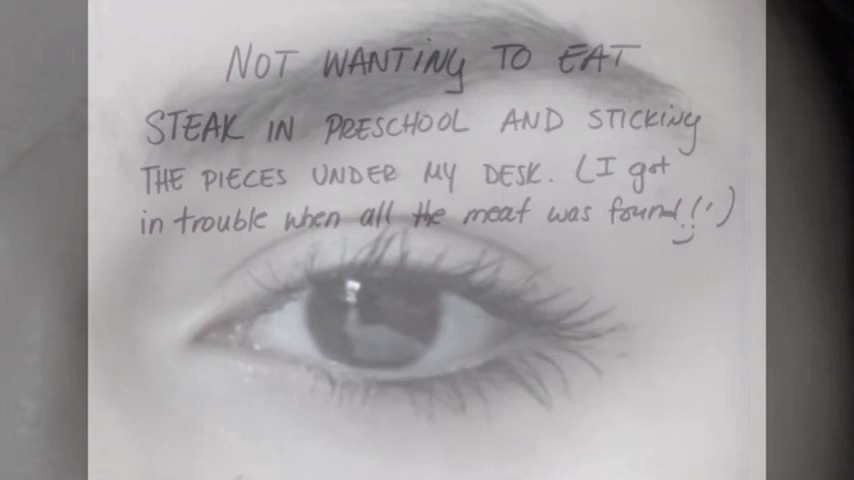 NOT WANTING TO EAT
STEAK IN PRESCHOOL AND STICKING
THE PIECES UNDER MY DESK. (I got
in trouble when all the meat was found!!)